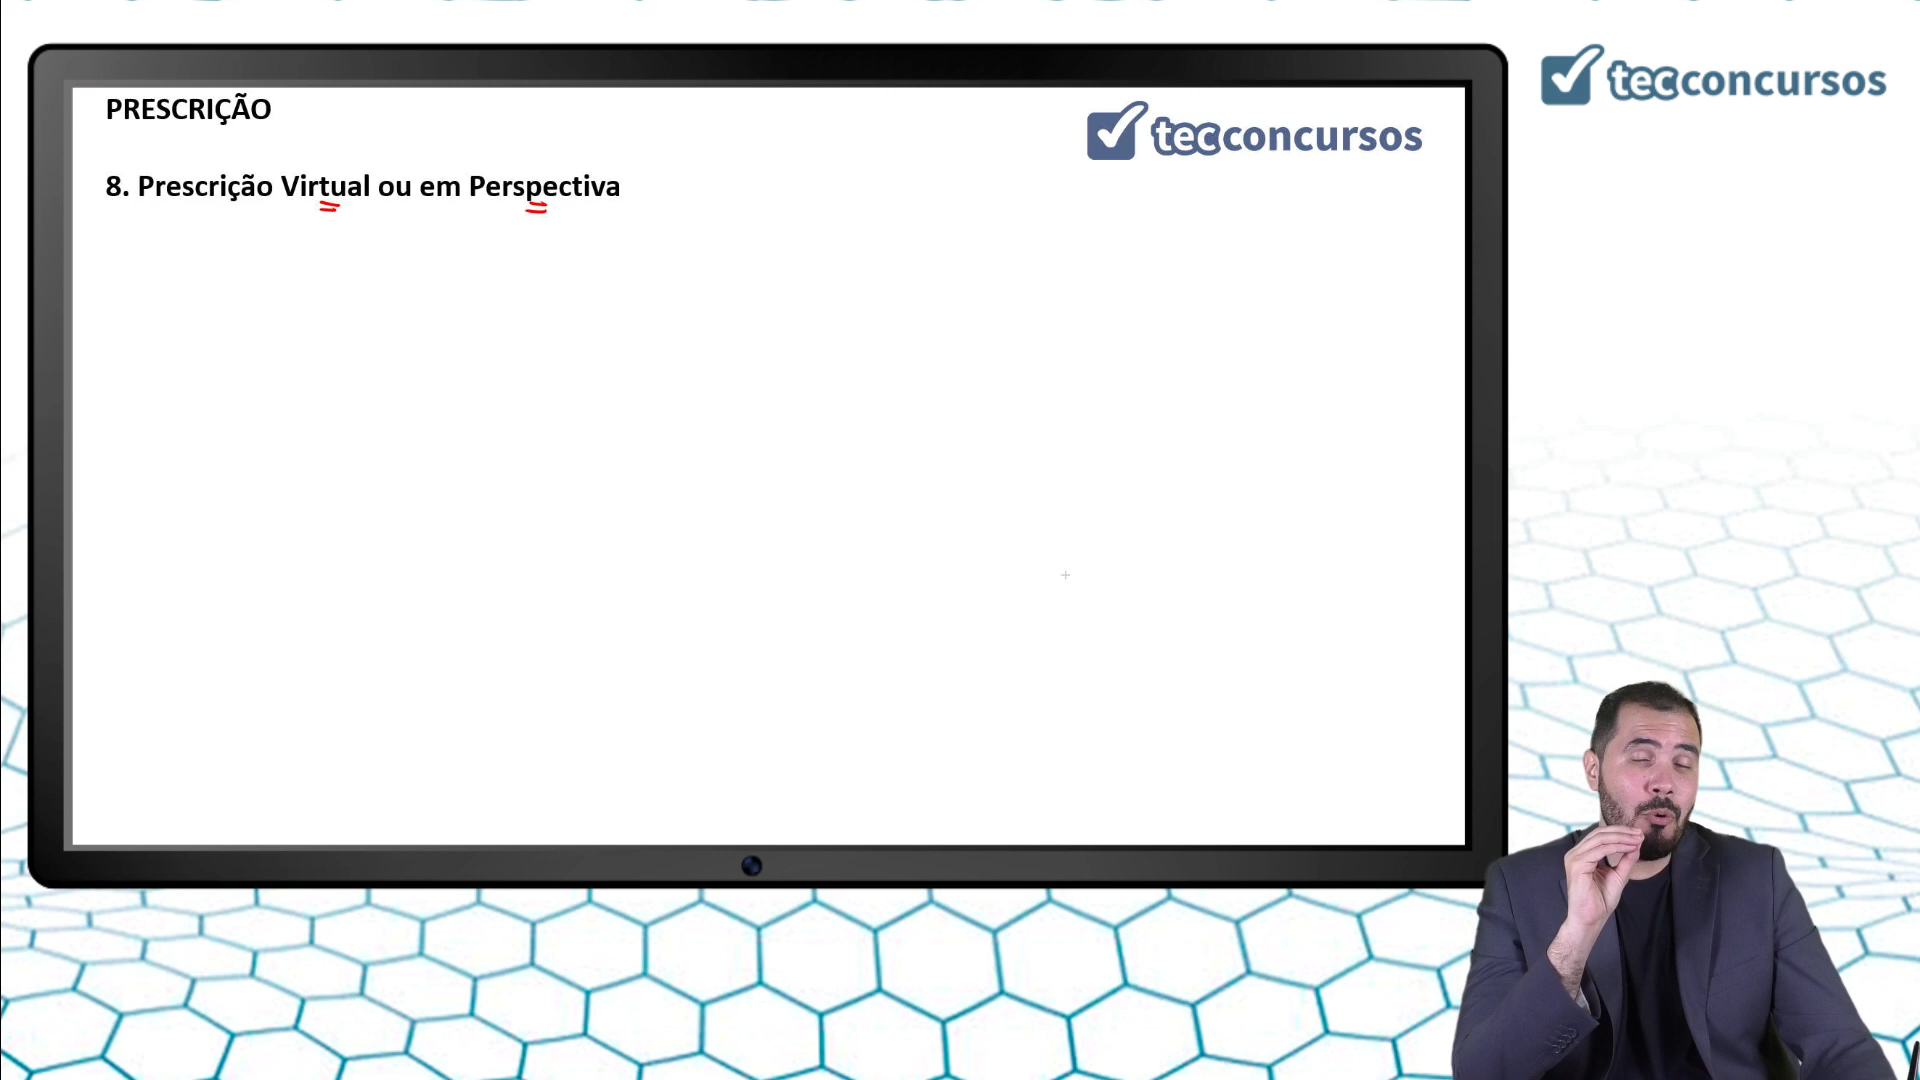 PRESCRIÇÃO
tecconcursos
tecconcursos
8. Prescrição Virtual ou em Perspectiva